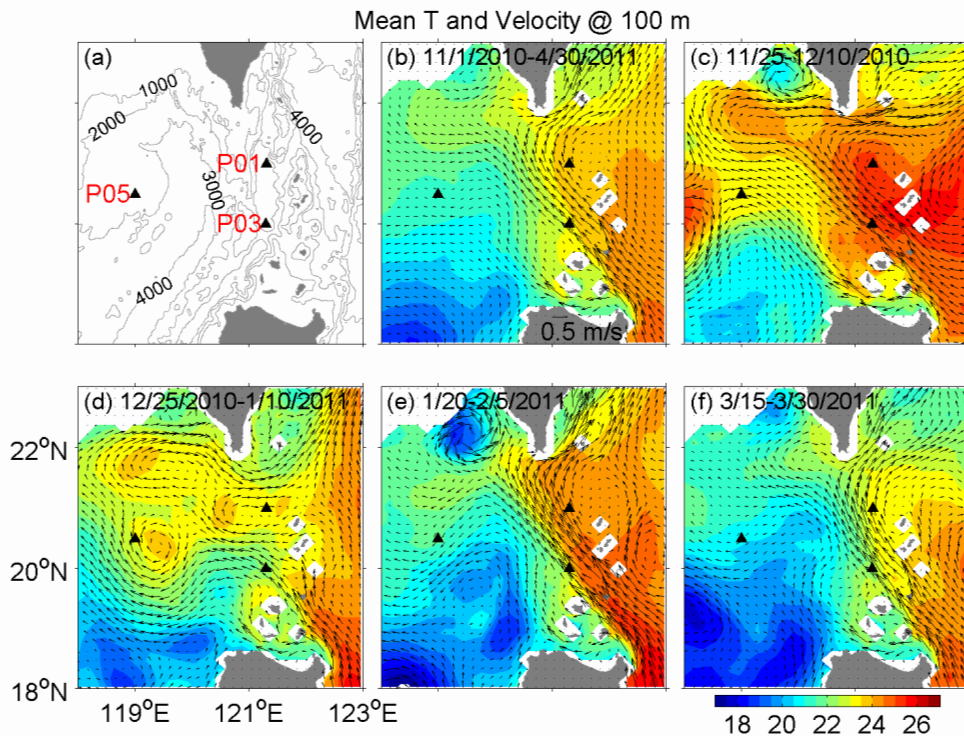 Mean T and Velocity @ 100 m
(a)
1000
2000
4000
3000
4000
P01
P05
P03
(b) 11/1/2010-4/30/2011
0.5 m/s
(c) 11/25-12/10/2010
(d) 12/25/2010-1/10/2011
(e) 1/20-2/5/2011
(f) 3/15-3/30/2011
22°N
20°N
18°N
119°E 121°E 123°E
18 20 22 24 26